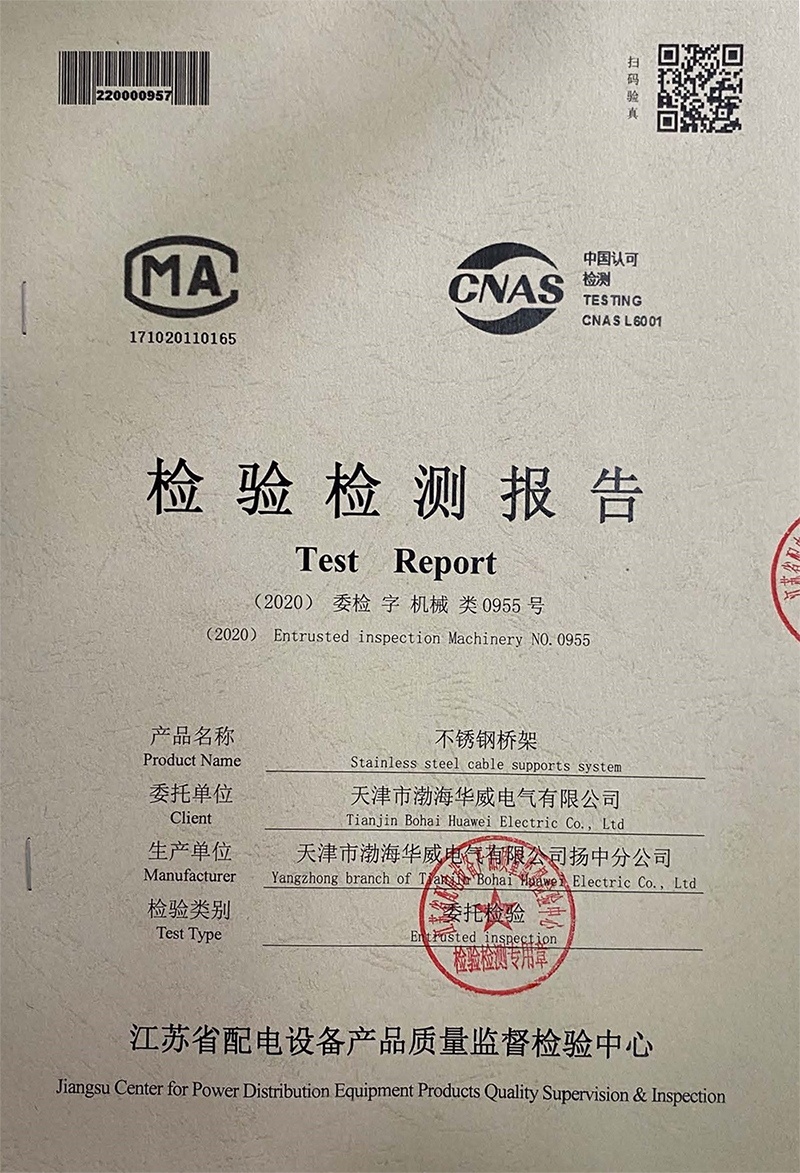 220000957
扫码验真
MA
171020110165
CNAS
中国认可
检测
TESTING
CNAS L6001
检验检测报告
Test Report
（2020） 委检 字 机械 类 0955 号
（2020） Entrusted inspection Machinery NO. 0955
产品名称 不锈钢桥架
Product Name Stainless steel cable supports system
委托单位 天津市渤海华威电气有限公司
Client Tianjin Bohai Huawei Electric Co., Ltd
生产单位 天津市渤海华威电气有限公司扬中分公司
Manufacturer Yangzhong branch of Tianjin Bohai Huawei Electric Co., Ltd
检验类别 委托检验
Test Type Entrusted inspection
检验检测专用章
江苏省配电设备产品质量监督检验中心
Jiangsu Center for Power Distribution Equipment Products Quality Supervision & Inspection